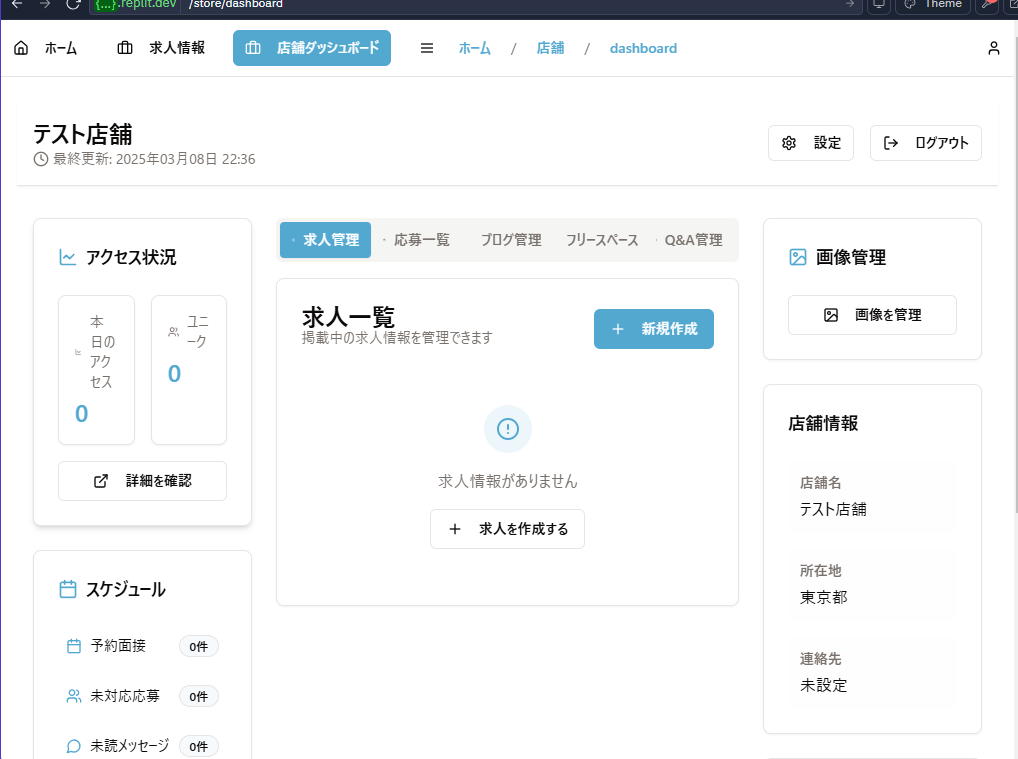 {...}.replit.dev /store/dashboard Theme
ホーム 求人情報 店舗ダッシュボード ホーム / 店舗 / dashboard
テスト店舗
最終更新: 2025年03月08日 22:36
設定 ログアウト
アクセス状況
本
日の
アク
セス
0
ユニ
ーク
0
詳細を確認
スケジュール
予約面接 0件
未対応応募 0件
未読メッセージ 0件
求人管理 応募一覧 ブログ管理 フリースペース Q&A管理
求人一覧
掲載中の求人情報を管理できます
新規作成
求人情報がありません
求人を作成する
画像管理
画像を管理
店舗情報
店舗名
テスト店舗
所在地
東京都
連絡先
未設定